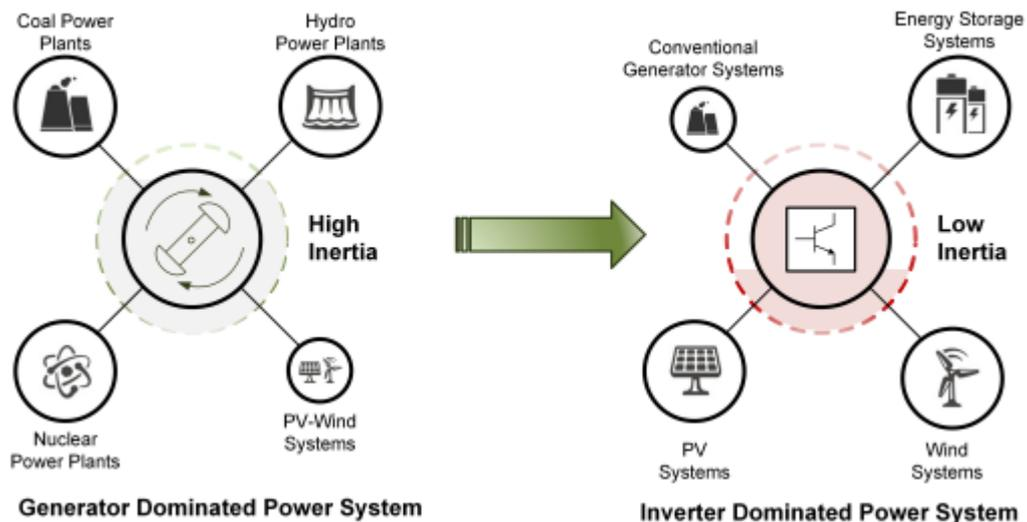 Coal Power
Plants
Hydro
Power Plants
High
Inertia
Nuclear
Power Plants
PV-Wind
Systems
Generator Dominated Power System
Conventional
Generator Systems
Energy Storage
Systems
Low
Inertia
PV
Systems
Wind
Systems
Inverter Dominated Power System